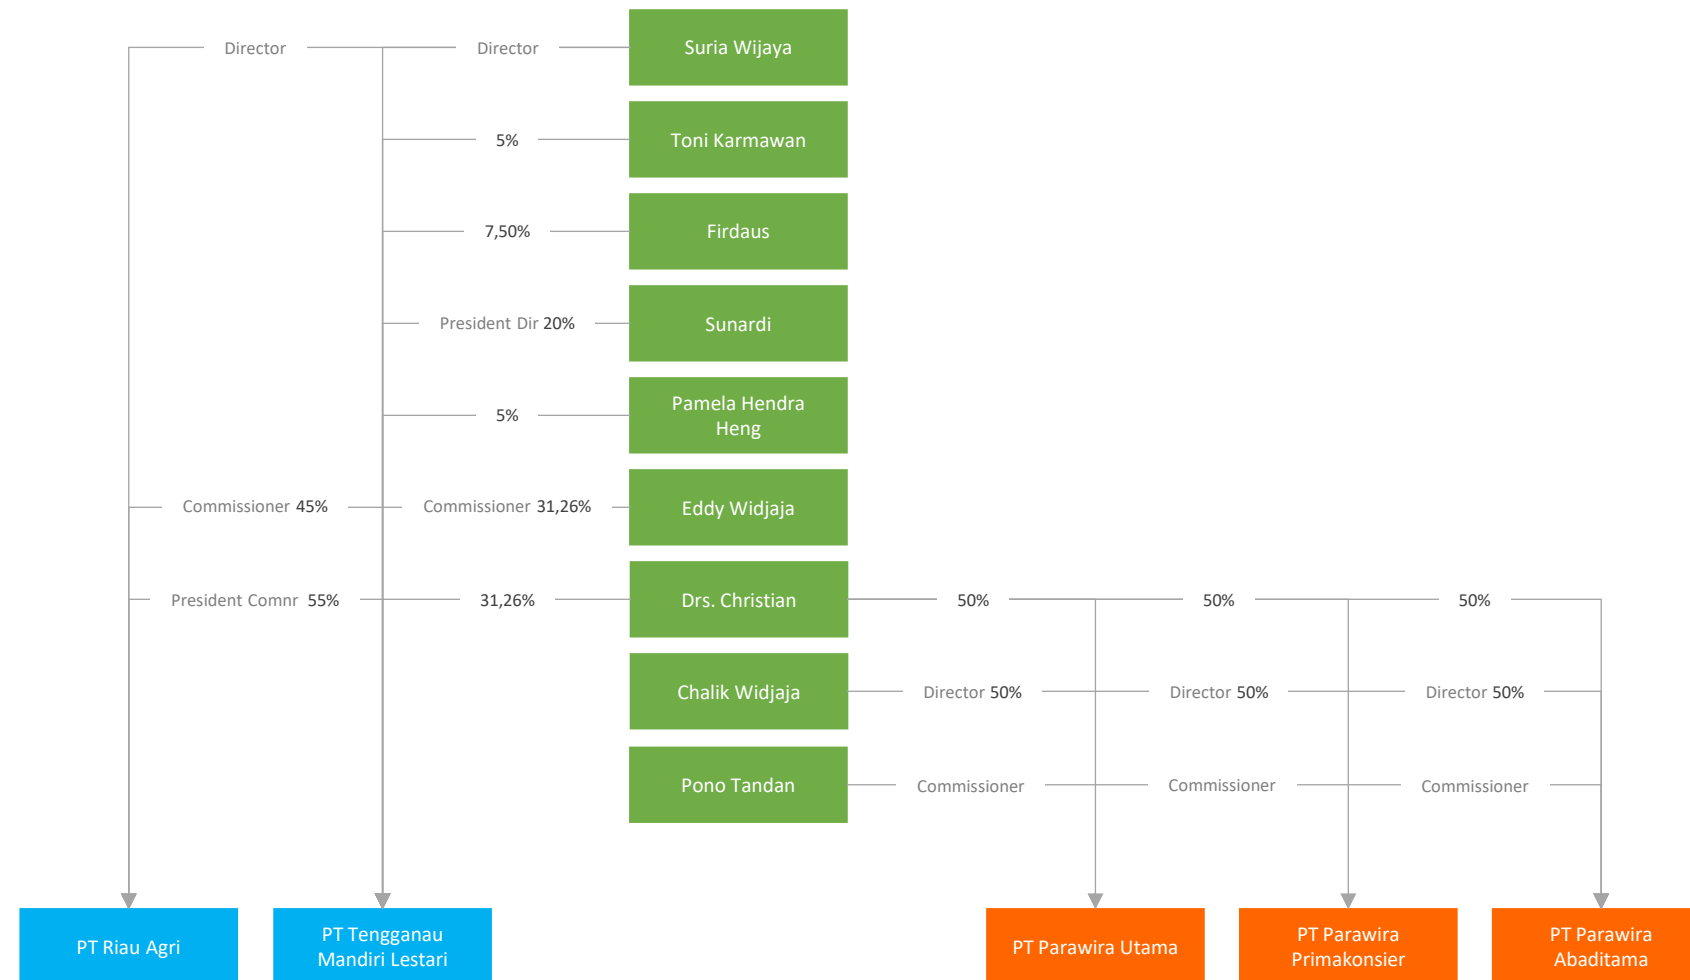 Director
Director
Suria Wijaya
5%
Toni Karmawan
7,50%
Firdaus
President Dir 20%
Sunardi
5%
Pamela Hendra
Heng
Commissioner 45%
Commissioner 31,26%
Eddy Widjaja
President Comnr 55%
31,26%
Drs. Christian
50%
50%
50%
Chalik Widjaja
Director 50%
Director 50%
Director 50%
Pono Tandan
Commissioner
Commissioner
Commissioner
PT Riau Agri
PT Tengganau
Mandiri Lestari
PT Parawira Utama
PT Parawira
Primakonsier
PT Parawira
Abaditama